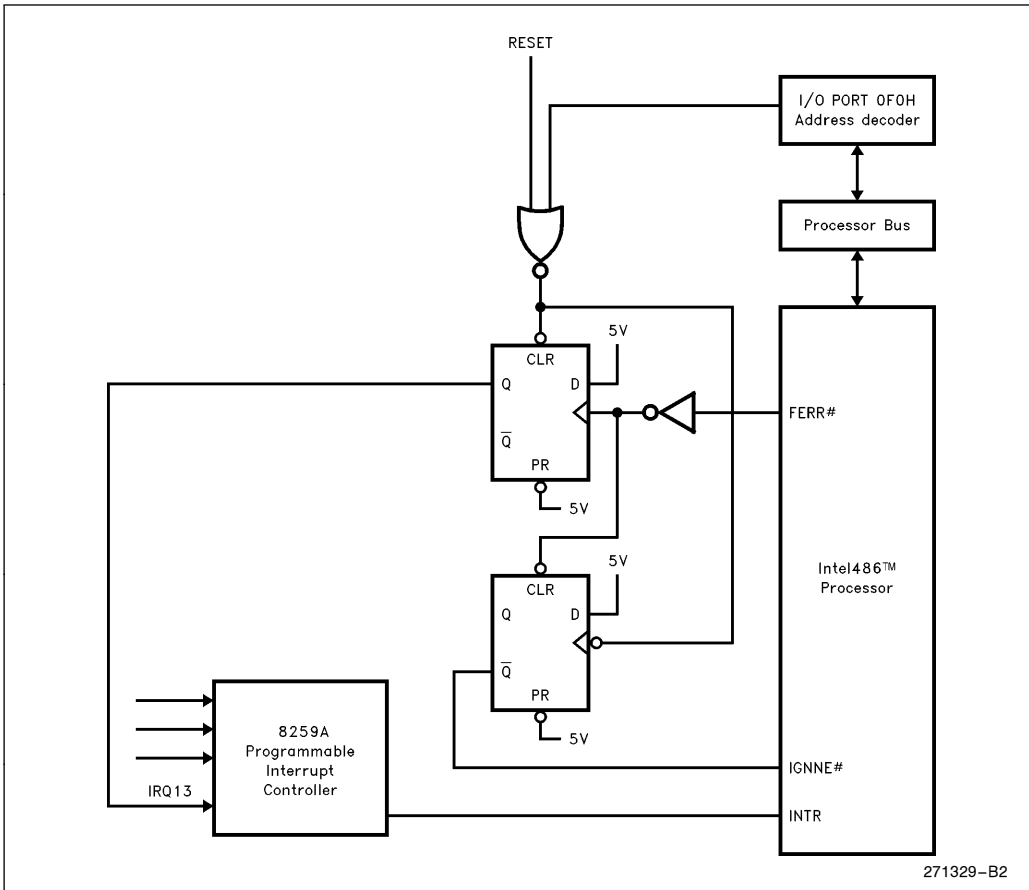 RESET
I/O PORT 0F0H
Address decoder
Processor Bus
5V
CLR
Q
D
FERR#
Q̅
PR
5V
5V
CLR
Q
D
Intel486™
Processor
Q̅
PR
5V
8259A
Programmable
Interrupt
Controller
IRQ13
IGNNE#
INTR
271329–B2